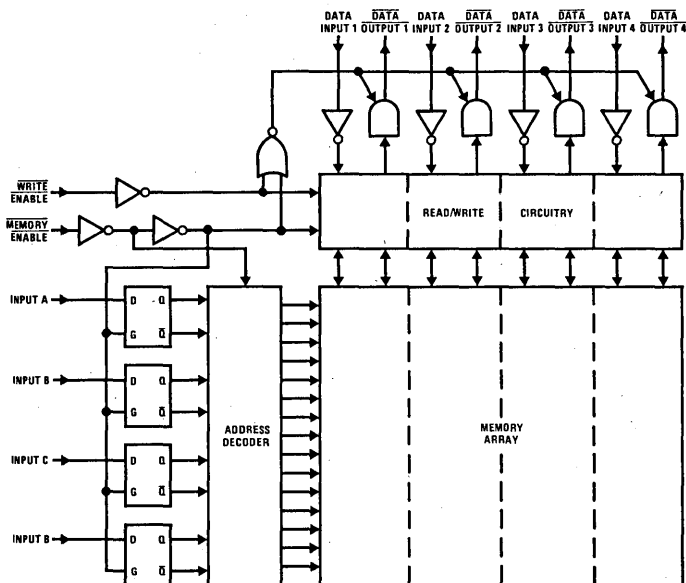 DATA INPUT 1
DATA OUTPUT 1
DATA INPUT 2
DATA OUTPUT 2
DATA INPUT 3
DATA OUTPUT 3
DATA INPUT 4
DATA OUTPUT 4
WRITE
ENABLE
READ/WRITE CIRCUITRY
MEMORY
ENABLE
INPUT A
D Q
G Q̅
INPUT B
D Q
G Q̅
ADDRESS
DECODER
MEMORY
ARRAY
INPUT C
D Q
G Q̅
INPUT B
D Q
G Q̅